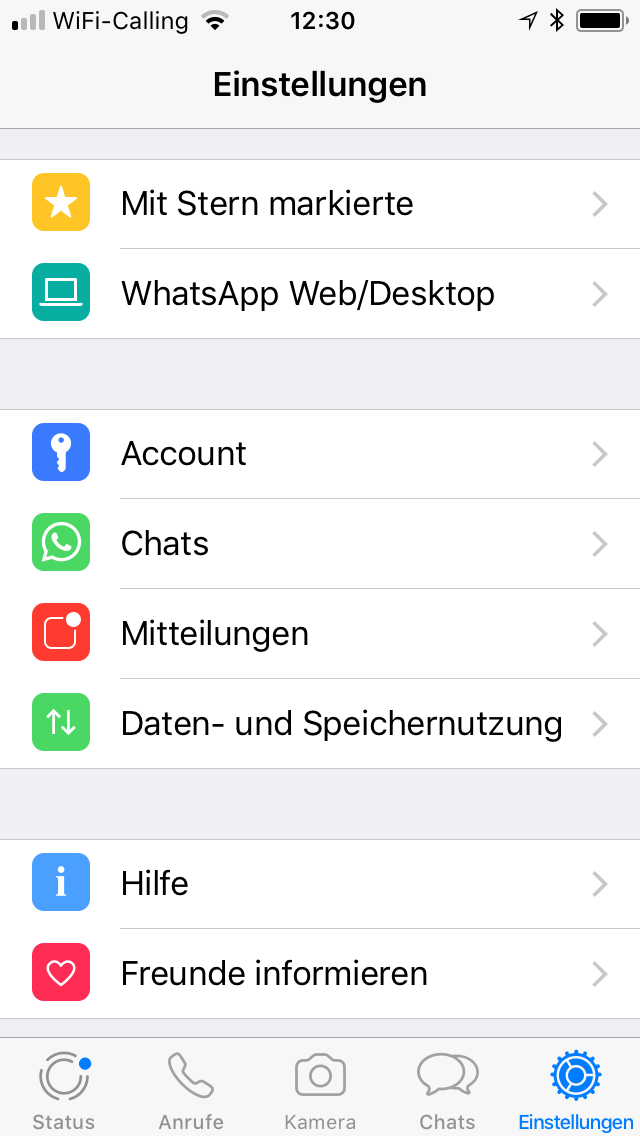 WiFi-Calling 12:30
Einstellungen
Mit Stern markierte
WhatsApp Web/Desktop
Account
Chats
Mitteilungen
Daten- und Speichernutzung
Hilfe
Freunde informieren
Status Anrufe Kamera Chats Einstellungen